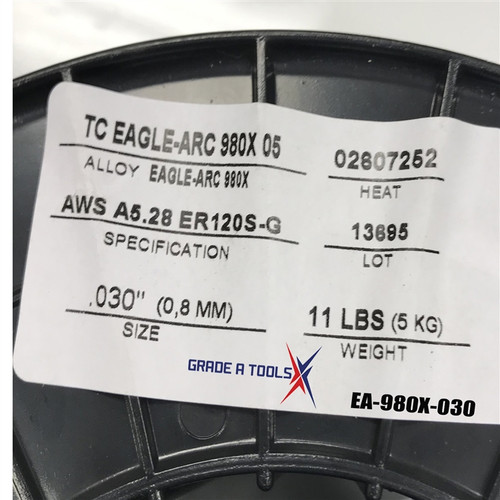 TC EAGLE-ARC 980X 05
ALLOY EAGLE-ARC 980X
AWS A5.28 ER120S-G
SPECIFICATION
.030" (0,8 MM)
SIZE
02607252
HEAT
13695
LOT
11 LBS (5 KG)
WEIGHT
GRADE A TOOLS
EA-980X-030